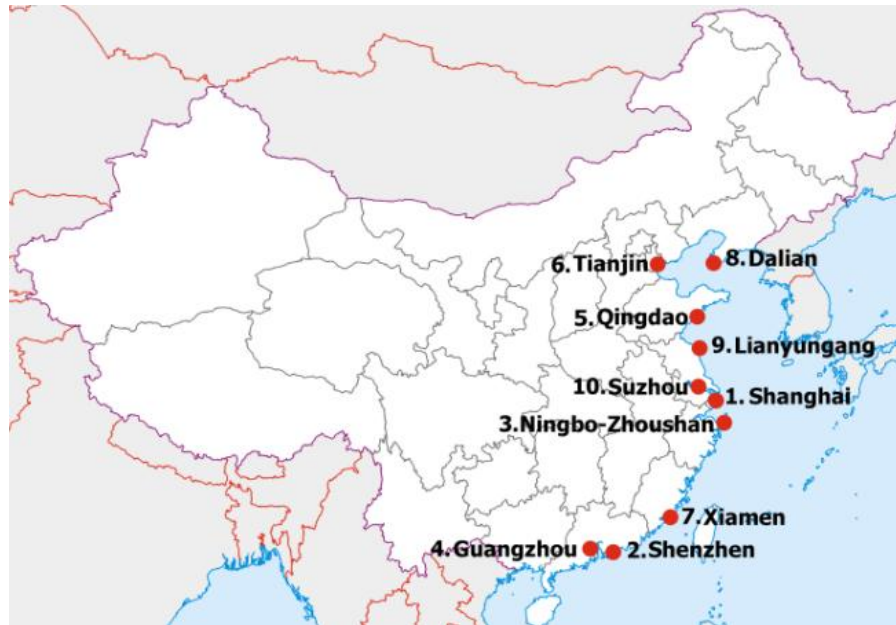 6.Tianjin
8.Dalian
5.Qingdao
9.Lianyungang
10.Suzhou
1. Shanghai
3.Ningbo-Zhoushan
7.Xiamen
4.Guangzhou
2.Shenzhen